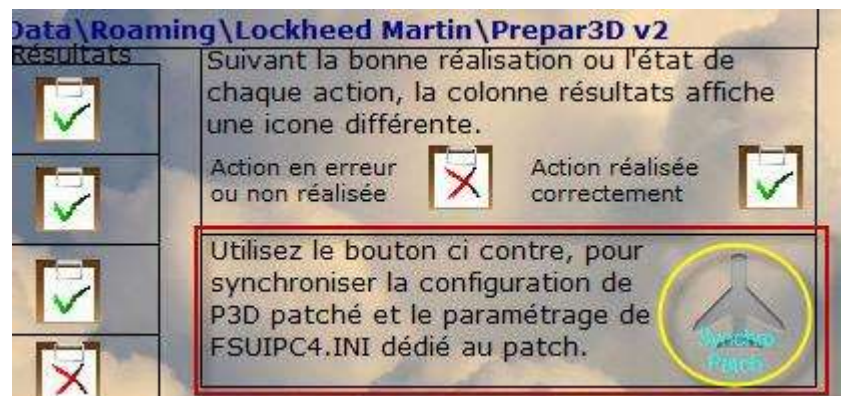 Data\Roaming\Lockheed Martin\Prepar3D v2
Résultats
Suivant la bonne réalisation ou l'état de
chaque action, la colonne résultats affiche
une icone différente.
Action en erreur
ou non réalisée
Action réalisée
correctement
Utilisez le bouton ci contre, pour
synchroniser la configuration de
P3D patché et le paramétrage de
FSUIPC4.INI dédié au patch.
Synchro
Patch